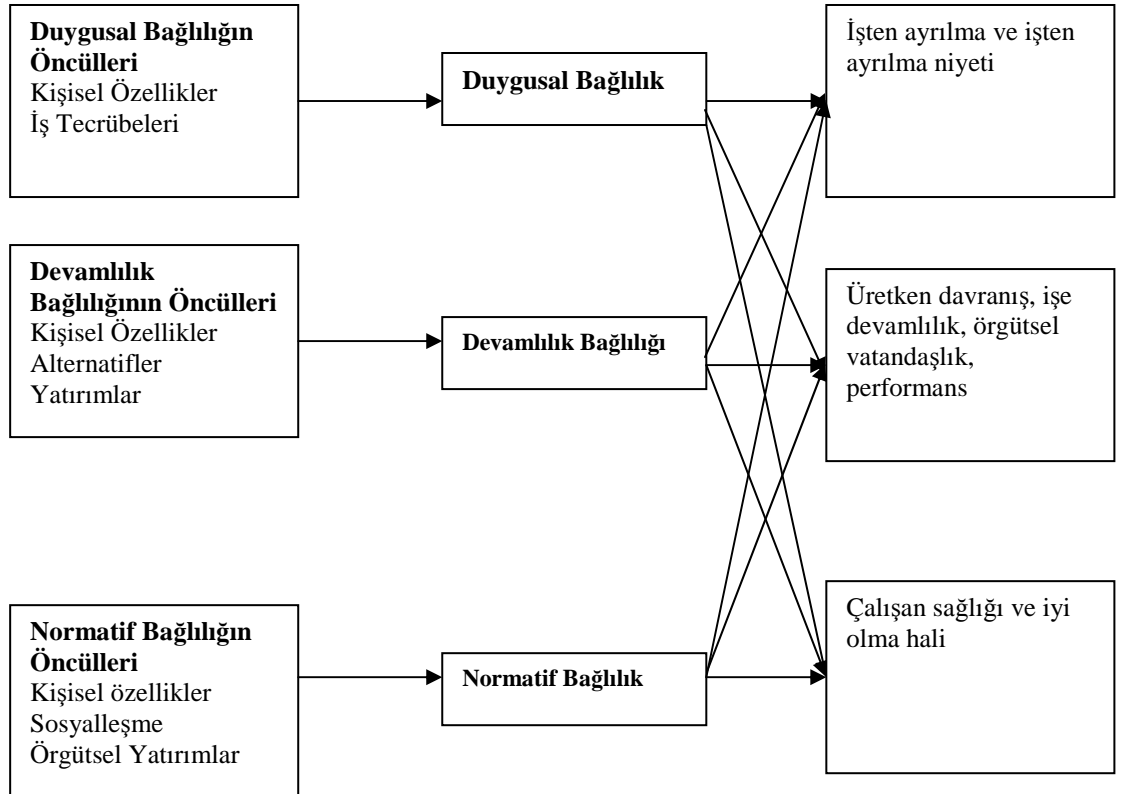 Duygusal Bağlılığın
Öncülleri
Kişisel Özellikler
İş Tecrübeleri
Duygusal Bağlılık
İşten ayrılma ve işten
ayrılma niyeti
Devamlılık
Bağlılığının Öncülleri
Kişisel Özellikler
Alternatifler
Yatırımlar
Devamlılık Bağlılığı
Üretken davranış, işe
devamlılık, örgütsel
vatandaşlık,
performans
Normatif Bağlılığın
Öncülleri
Kişisel özellikler
Sosyalleşme
Örgütsel Yatırımlar
Normatif Bağlılık
Çalışan sağlığı ve iyi
olma hali